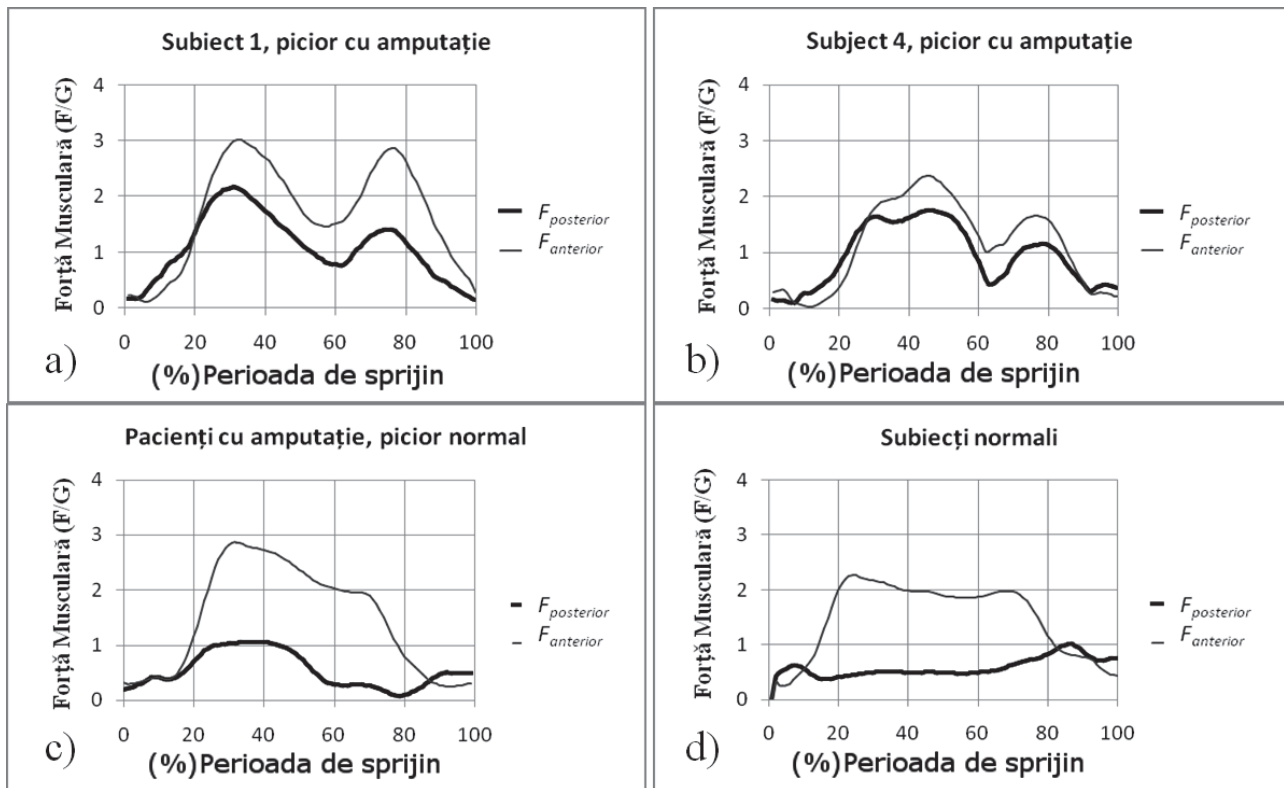 Subiect 1, picior cu amputație
Forță Musculară (F/G)
4
3
2
1
0
0 20 40 60 80 100
F posterior
F anterior
a)
(%)Perioada de sprijin
Subject 4, picior cu amputație
Forță Musculară (F/G)
4
3
2
1
0
0 20 40 60 80 100
F posterior
F anterior
b)
(%)Perioada de sprijin
Pacienți cu amputație, picior normal
Forță Musculară (F/G)
4
3
2
1
0
0 20 40 60 80 100
F posterior
F anterior
c)
(%)Perioada de sprijin
Subiecți normali
Forță Musculară (F/G)
4
3
2
1
0
0 20 40 60 80 100
F posterior
F anterior
d)
(%)Perioada de sprijin